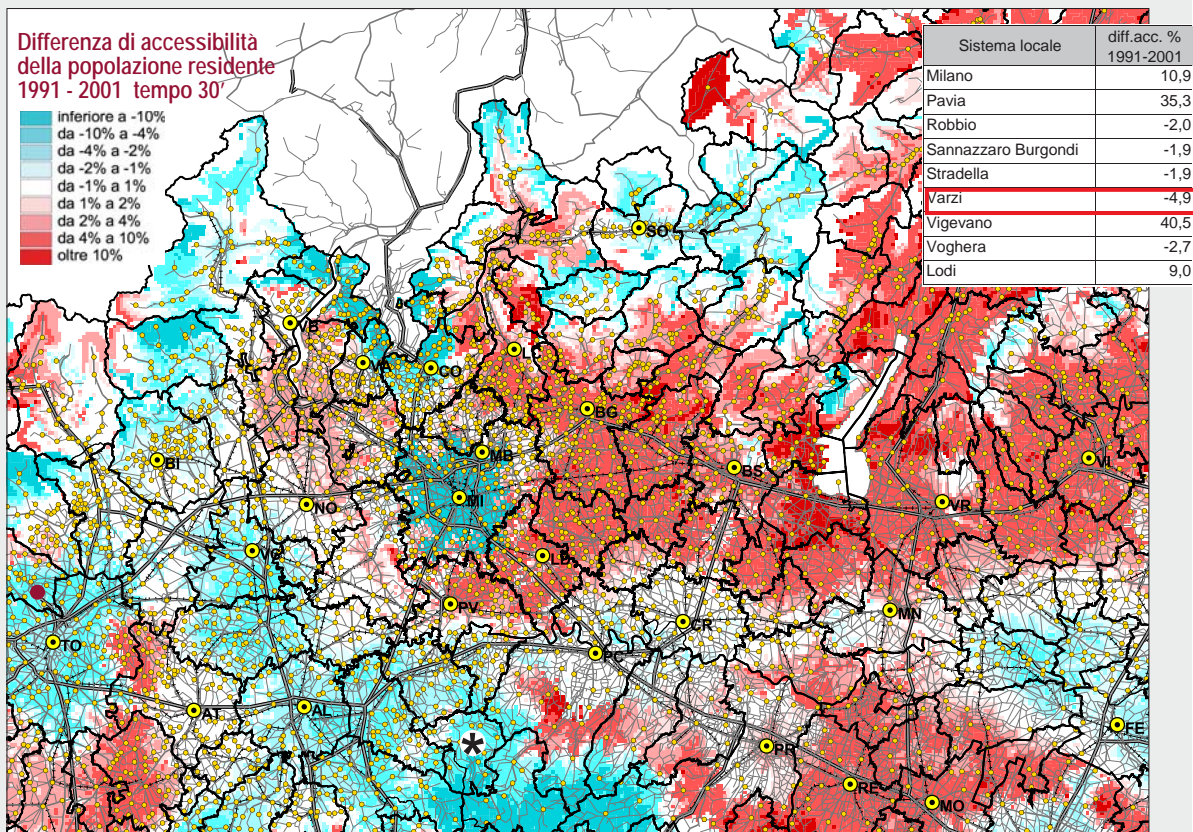 Differenza di accessibilità
della popolazione residente
1991 - 2001 tempo 30'
inferiore a -10%
da -10% a -4%
da -4% a -2%
da -2% a -1%
da -1% a 1%
da 1% a 2%
da 2% a 4%
da 4% a 10%
oltre 10%
Sistema locale diff.acc. % 1991-2001
Milano 10,9
Pavia 35,3
Robbio -2,0
Sannazzaro Burgondi -1,9
Stradella -1,9
Varzi -4,9
Vigevano 40,5
Voghera -2,7
Lodi 9,0
SO
VB
VA
CO
BG
BI
MB
BS
VI
MI
NO
VR
PV
CR
MN
TO
AT
AL
FE
PR
RE
MO
*